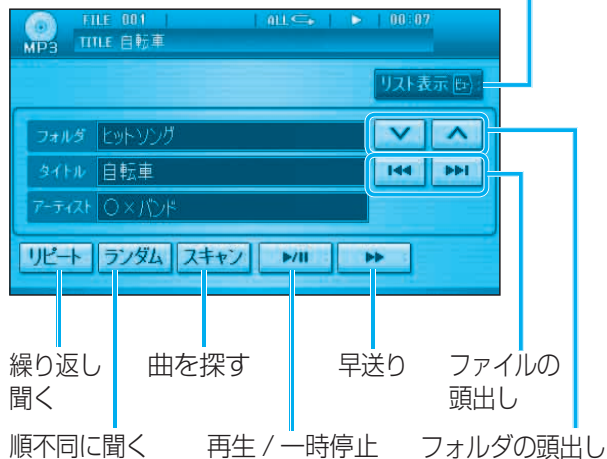 FILE 001 ALL 00:07
MP3 TITLE 自転車
リスト表示
フォルダ ヒットソング
タイトル 自転車
アーティスト ○×バンド
リピート ランダム スキャン ▶/II ▶▶
繰り返し 曲を探す 早送り ファイルの
聞く 頭出し
順不同に聞く 再生 / 一時停止 フォルダの頭出し